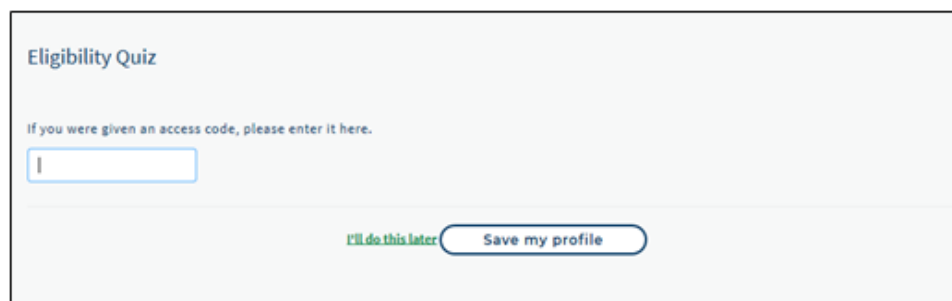 Eligibility Quiz
If you were given an access code, please enter it here.
I'll do this later Save my profile